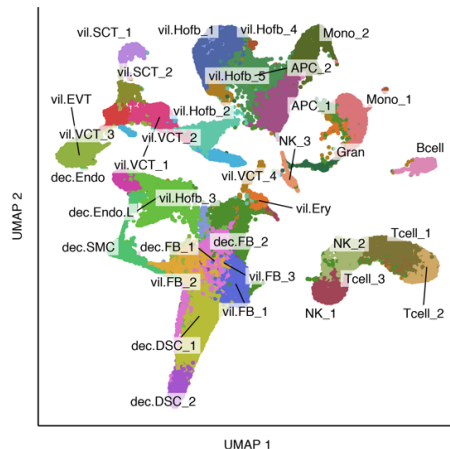 vil.Hofb_1
vil.Hofb_4
Mono_2
vil.SCT_1
vil.SCT_2
APC_2
vil.Hofb_5
vil.EVT
vil.Hofb_2
APC_1
Mono_1
vil.VCT_3
vil.VCT_2
NK_3
Gran
Bcell
vil.VCT_1
dec.Endo
vil.VCT_4
vil.Hofb_3
dec.Endo.L
vil.Ery
dec.SMC
dec.FB_1
dec.FB_2
NK_2
Tcell_1
vil.FB_2
vil.FB_3
Tcell_3
vil.FB_1
NK_1
Tcell_2
dec.DSC_1
dec.DSC_2
UMAP 2
UMAP 1